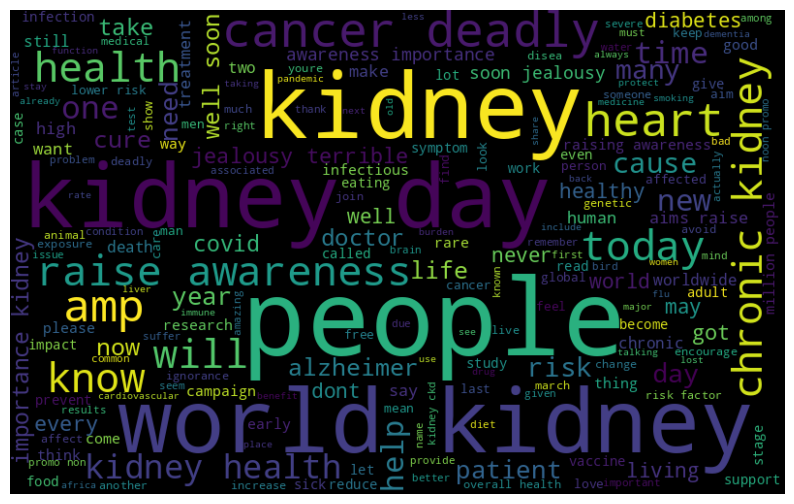 infection
take
cancer deadly
less
diabetes
severe
among
function
still
medical
awareness importance
disea
must
keep
dementia
health
treatment
well soon
two
youre
make
lot
soon jealousy
time
always
good
article
lower risk
pandemic
kidney
many
water
protect
give
stay
one
need
show
taking
thank
another
much
test
old
next
medicine
smoking
someone
aim
already
heart
case
high
cure
men
right
share
raising awareness
bad
want
way
jealousy terrible
symptom
look
even
person
affected
noon promo
problem
deadly
associated
infectious
find
work
cause
back
actually
kidney day
eating
join
healthy
genetic
avoid
rate
well
new
human
aims raise
include
animal
condition
man
covid
doctor
burden
never
remember
first
mind
exposure
death
care
called
brain
rare
today
women
issue
read
bird
liver
raise awareness
life
cancer
known
global
world
worldwide
million people
chronic kidney
amp
year
immune
amazing
people
feel
flu
adult
major
may
please
suffer
research
free
due
see
live
become
chronic
got
impact
now
will
talking
encourage
common
ignorance
alzheimer
use
study
risk
change
lost
know
seem
drug
thing
day
importance kidney
prevent
cardiovascular
campaign
benefit
dont
say
last
march
given
risk factor
results
world kidney
every
early
help
mean
name
kidney ckd
diet
affect
come
place
think
stage
promo non
kidney health
let
provide
patient
vaccine
living
food
africa
increase
sick
reduce
better
overall health
love
important
support